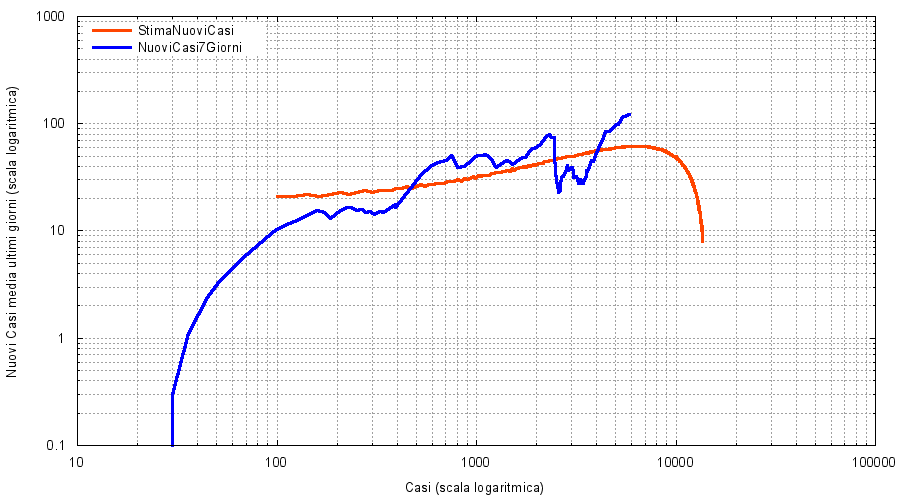 1000
StimaNuoviCasi
NuoviCasi7Giorni
100
10
1
0.1
10 100 1000 10000 100000
Nuovi Casi media ultimi giorni (scala logaritmica)
Casi (scala logaritmica)